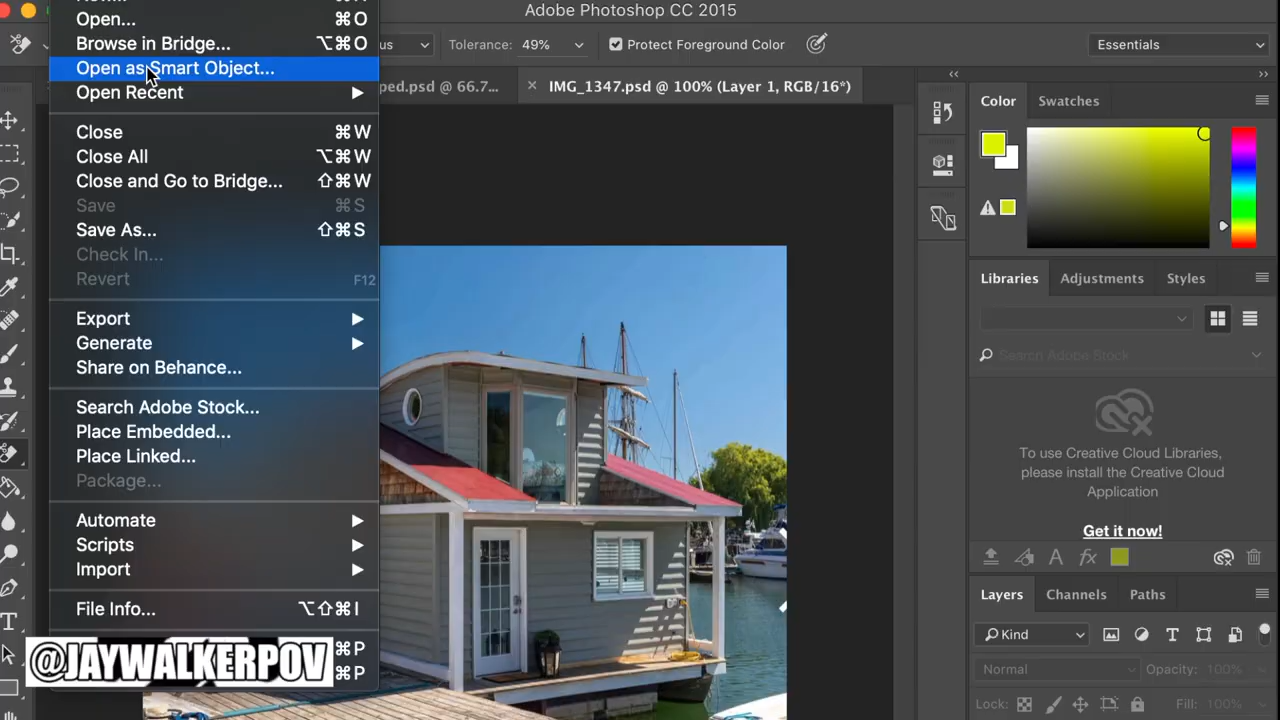 Adobe Photoshop CC 2015
Open... ⌘O
Browse in Bridge... ⌥⌘O
Open as Smart Object...
Open Recent
Close ⌘W
Close All ⌥⌘W
Close and Go to Bridge... ⇧⌘W
Save ⌘S
Save As... ⇧⌘S
Check In...
Revert F12
Export
Generate
Share on Behance...
Search Adobe Stock...
Place Embedded...
Place Linked...
Package...
Automate
Scripts
Import
File Info... ⌥⇧⌘I
⌘P
⌘P
@JAYWALKERPOV
Tolerance: 49% Protect Foreground Color
Essentials
ped.psd @ 66.7... × IMG_1347.psd @ 100% (Layer 1, RGB/16*)
Color Swatches
Libraries Adjustments Styles
Search Adobe Stock
To use Creative Cloud Libraries,
please install the Creative Cloud
Application
Get it now!
Layers Channels Paths
Kind
Normal Opacity: 100%
Lock: Fill: 100%